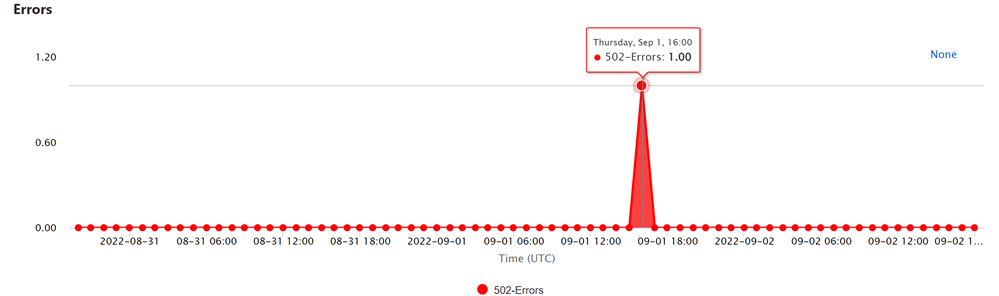 Errors
Thursday, Sep 1, 16:00
502-Errors: 1.00
None
1.20
0.60
0.00
2022-08-31 08-31 06:00 08-31 12:00 08-31 18:00 2022-09-01 09-01 06:00 09-01 12:00 09-01 18:00 2022-09-02 09-02 06:00 09-02 12:00 09-02 1...
Time (UTC)
502-Errors